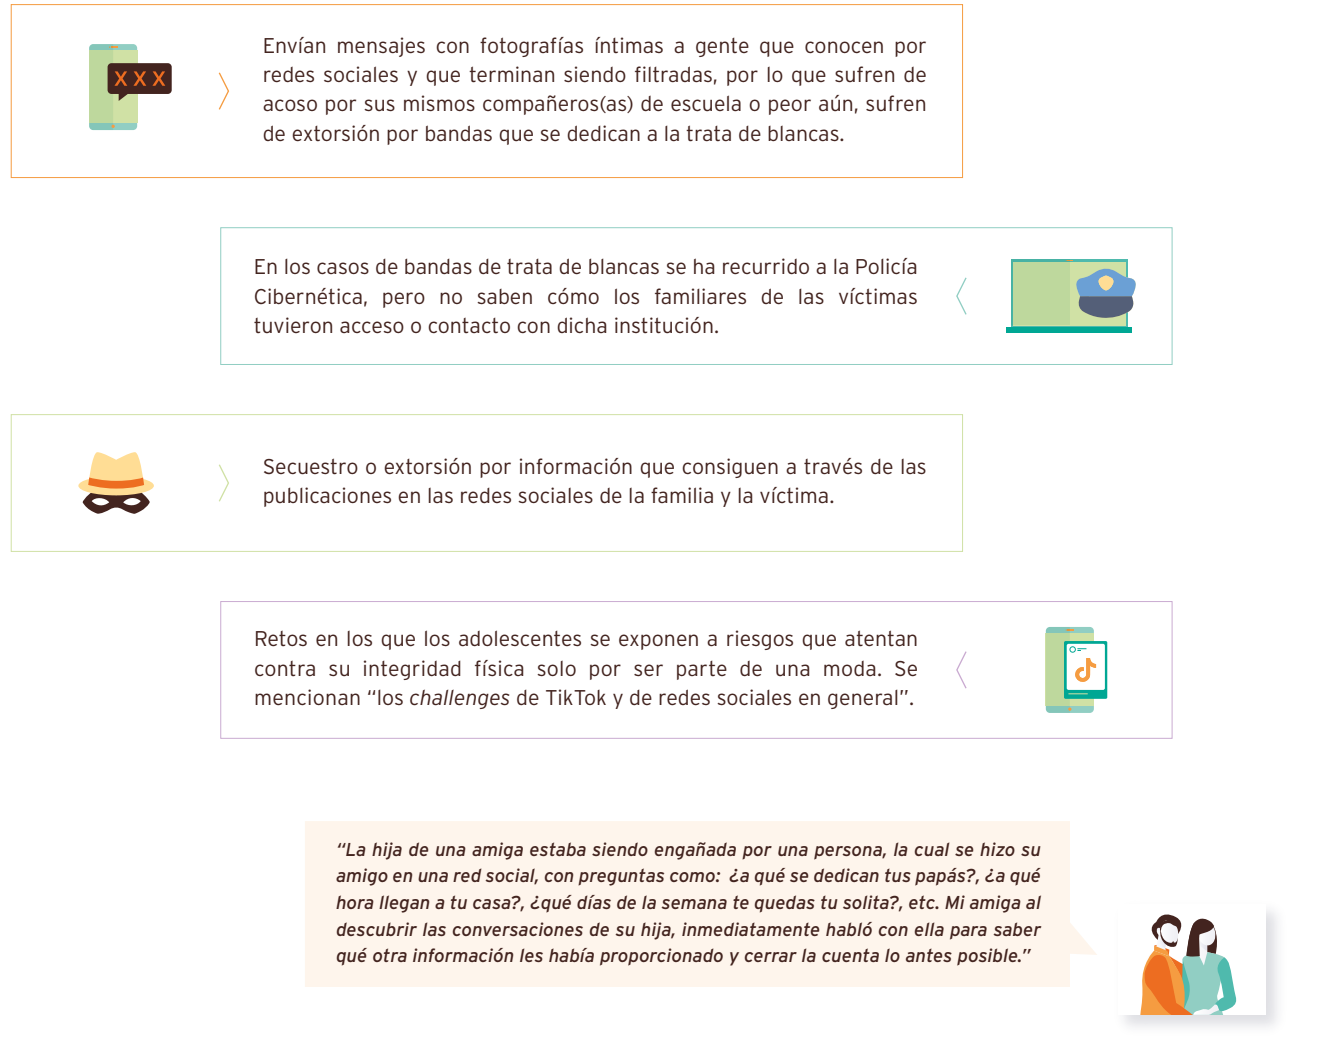 XXX
Envían mensajes con fotografías íntimas a gente que conocen por
redes sociales y que terminan siendo filtradas, por lo que sufren de
acoso por sus mismos compañeros(as) de escuela o peor aún, sufren
de extorsión por bandas que se dedican a la trata de blancas.
En los casos de bandas de trata de blancas se ha recurrido a la Policía
Cibernética, pero no saben cómo los familiares de las víctimas
tuvieron acceso o contacto con dicha institución.
Secuestro o extorsión por información que consiguen a través de las
publicaciones en las redes sociales de la familia y la víctima.
Retos en los que los adolescentes se exponen a riesgos que atentan
contra su integridad física solo por ser parte de una moda. Se
mencionan “los challenges de TikTok y de redes sociales en general”.
“La hija de una amiga estaba siendo engañada por una persona, la cual se hizo su
amigo en una red social, con preguntas como: ¿a qué se dedican tus papás?, ¿a qué
hora llegan a tu casa?, ¿qué días de la semana te quedas tu solita?, etc. Mi amiga al
descubrir las conversaciones de su hija, inmediatamente habló con ella para saber
qué otra información les había proporcionado y cerrar la cuenta lo antes posible.”